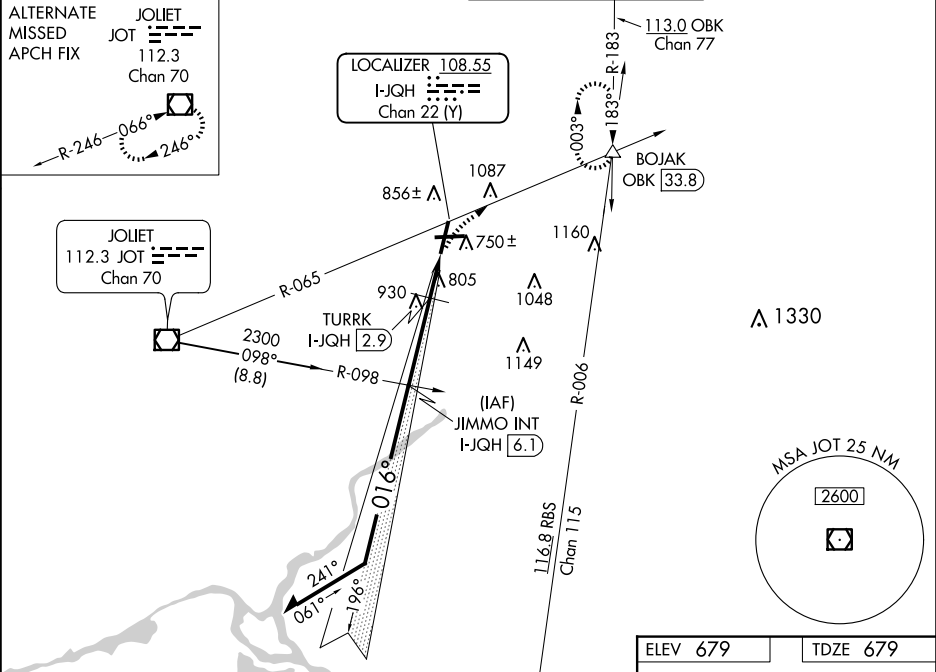 ALTERNATE
MISSED
APCH FIX
JOLIET
JOT
112.3
Chan 70
R-246
066°
246°
113.0 OBK
Chan 77
R-183
183°
003°
LOCALIZER 108.55
I-JQH
Chan 22 (Y)
BOJAK
OBK 33.8
1087
856±
750±
1160
JOLIET
112.3 JOT
Chan 70
R-065
930
805
1048
TURRK
I-JQH 2.9
1330
2300
098°
(8.8)
R-098
1149
R-006
(IAF)
JIMMO INT
I-JQH 6.1
016°
MSA JOT 25 NM
2600
116.8 RBS
Chan 115
241°
061°
196°
ELEV 679
TDZE 679